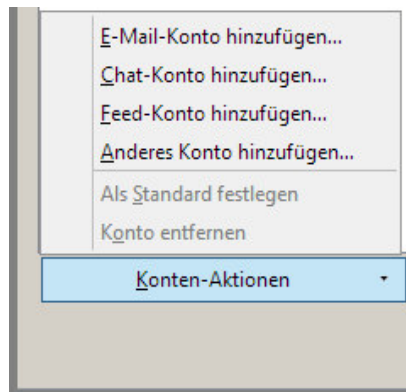 E-Mail-Konto hinzufügen...
Chat-Konto hinzufügen...
Feed-Konto hinzufügen...
Anderes Konto hinzufügen...
Als Standard festlegen
Konto entfernen
Konten-Aktionen